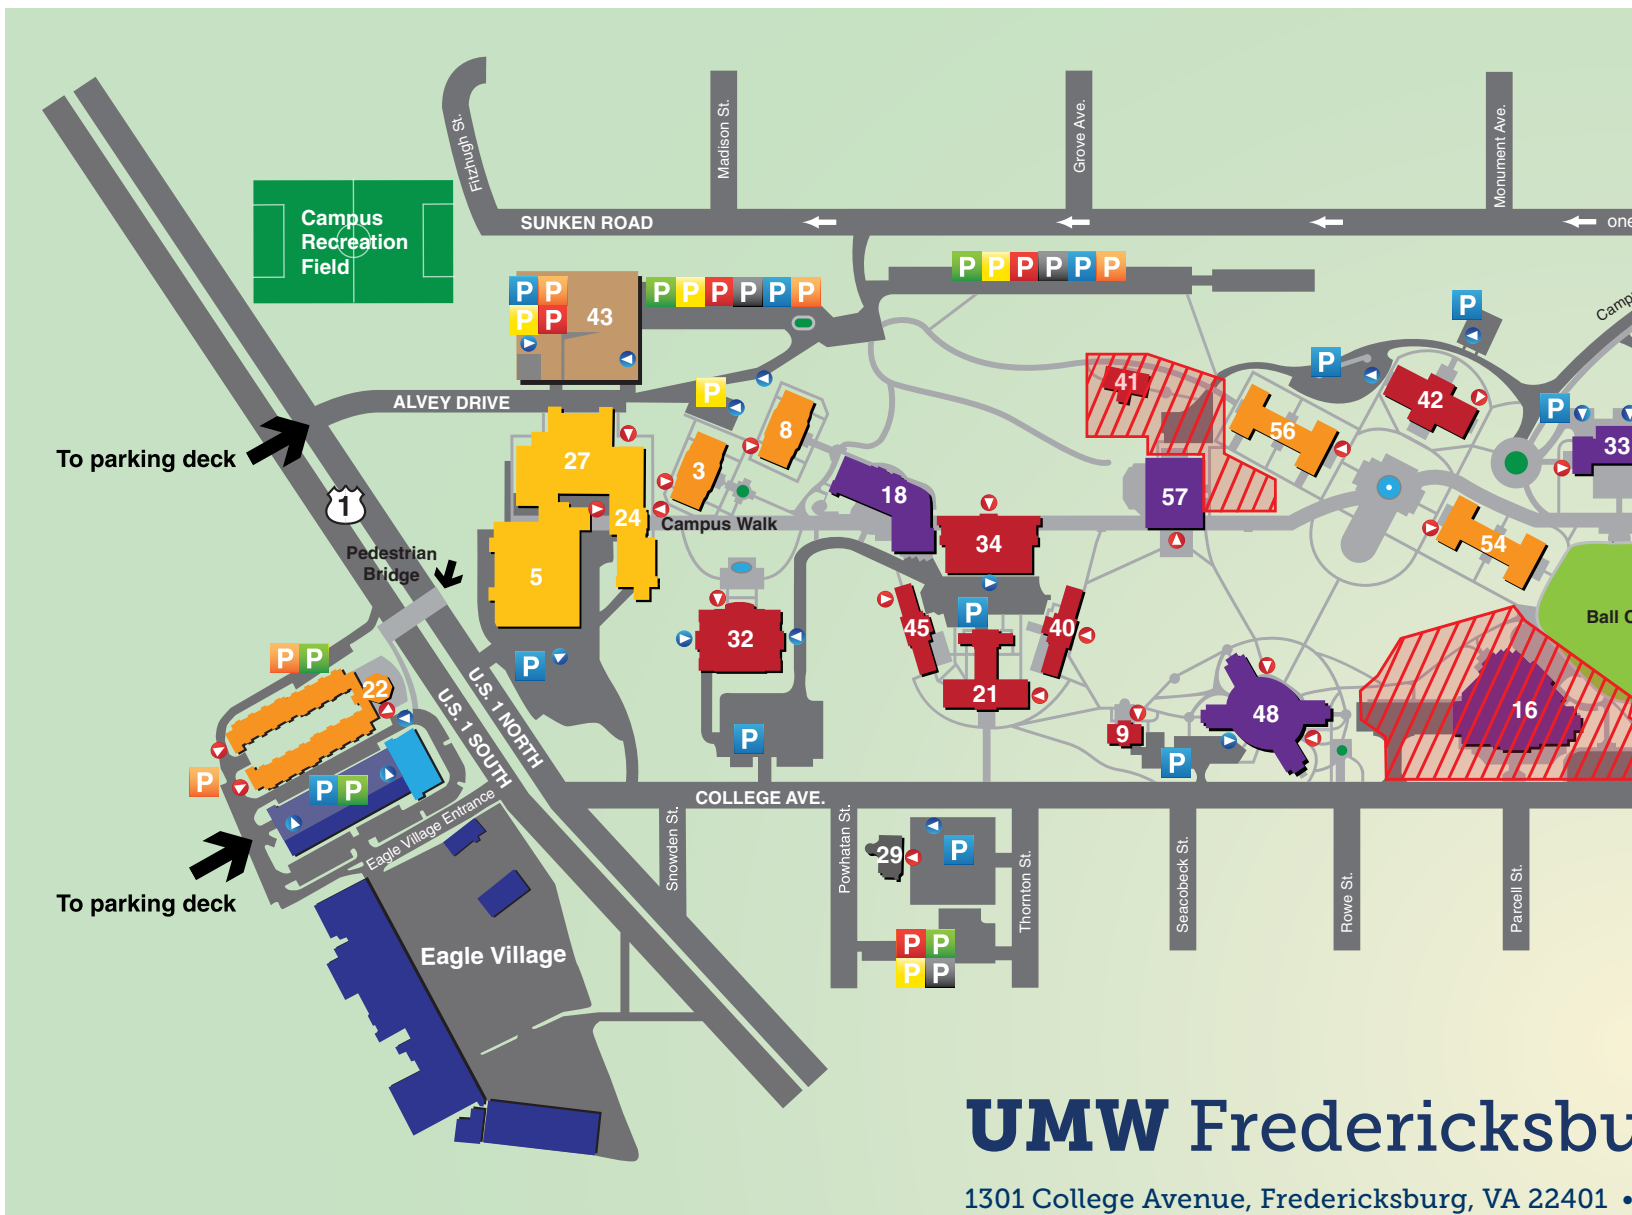 Fitzhugh St.
Madison St.
Grove Ave.
Monument Ave.
Campus
Recreation
Field
SUNKEN ROAD
one
P P P P P P
P P
P P
43
P P P P P P
P
P
Camp
ALVEY DRIVE
P
41
42
P
33
To parking deck
8
56
27
3
18
57
1
24
Campus Walk
34
54
Pedestrian
Bridge
5
P
Ball C
32
45
40
P
P P
22
21
16
U.S. 1 NORTH
U.S. 1 SOUTH
48
9
P
P
P
P P
COLLEGE AVE.
Eagle Village Entrance
Snowden St.
Powhatan St.
29
P
Thornton St.
Seacobeck St.
Rowe St.
Parcell St.
To parking deck
P P
P P
Eagle Village
UMW Fredericksbu
1301 College Avenue, Fredericksburg, VA 22401 •